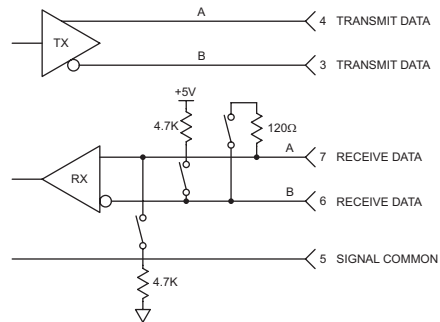 A
4 TRANSMIT DATA
TX
B
3 TRANSMIT DATA
+5V
4.7K
120Ω
A
7 RECEIVE DATA
RX
B
6 RECEIVE DATA
5 SIGNAL COMMON
4.7K